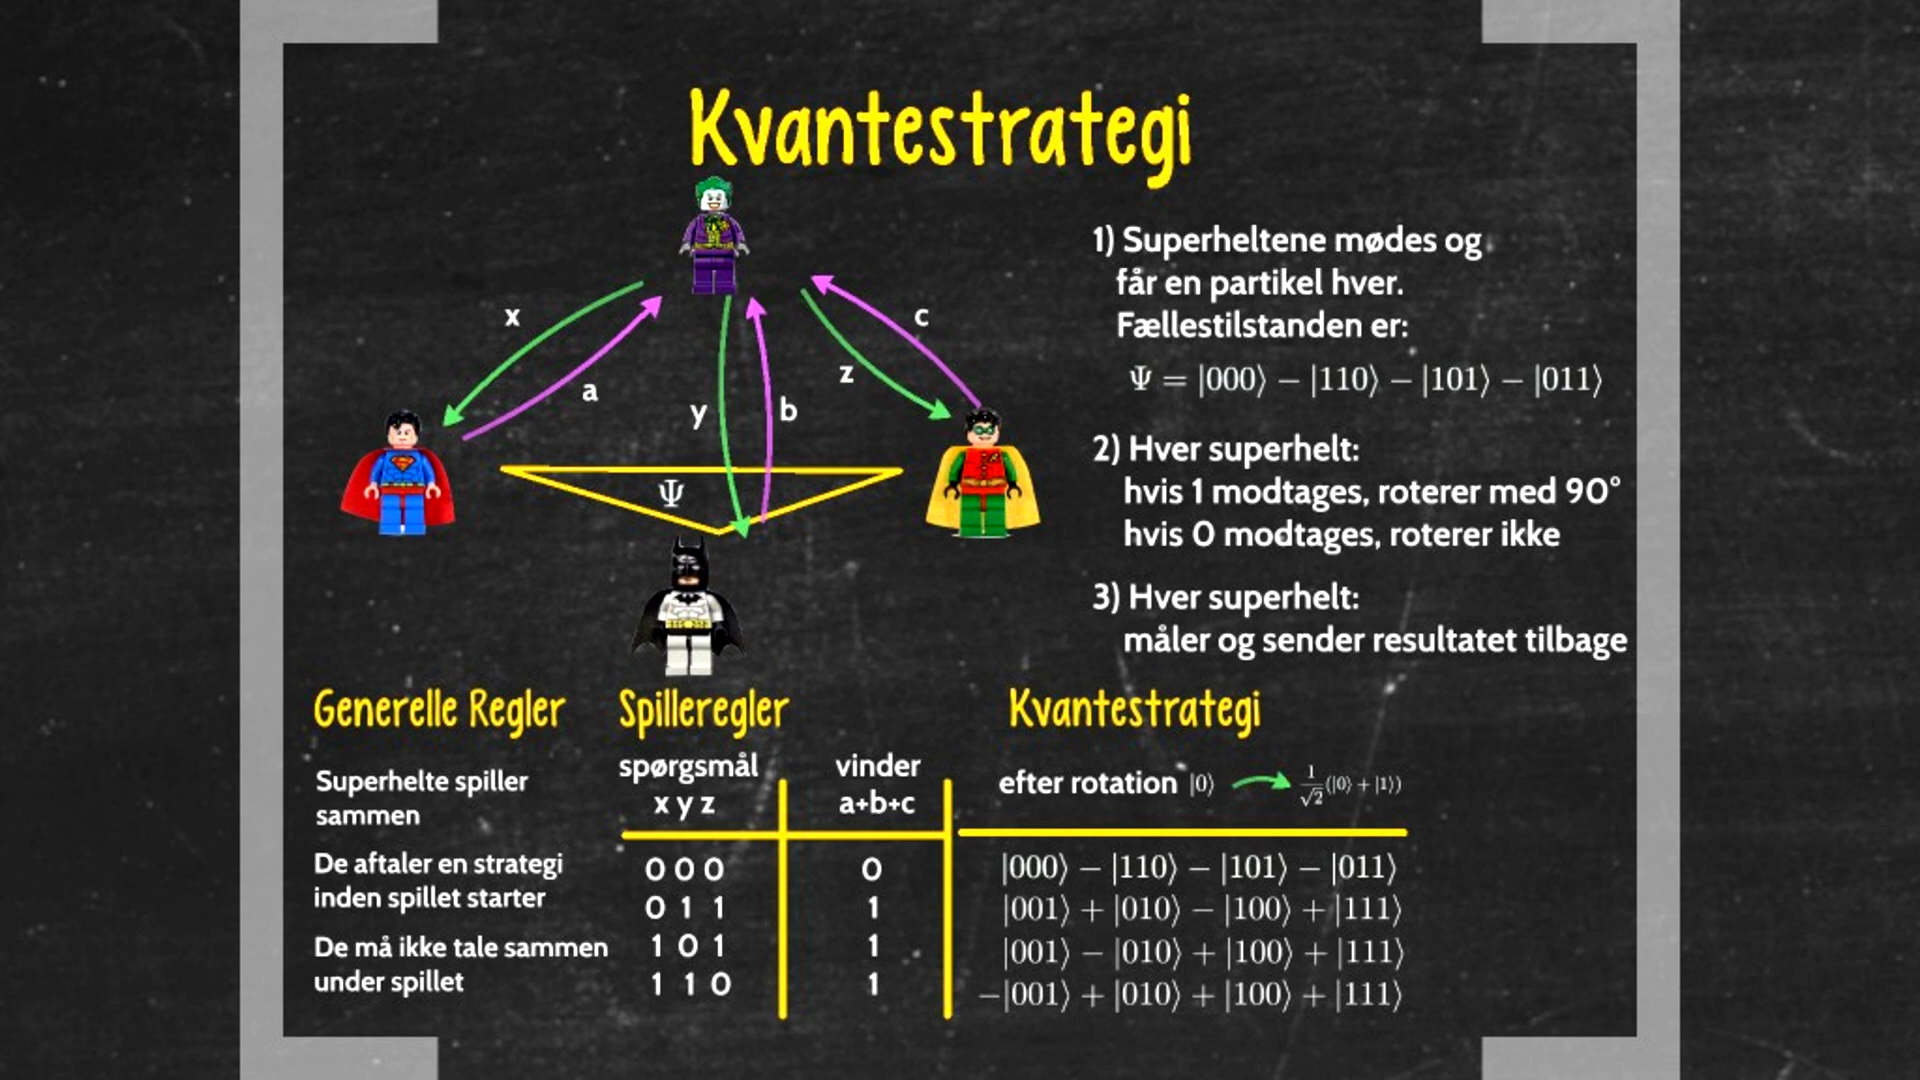 Kvantestrategi
x
a
y
b
z
c
Ψ
1) Superheltene mødes og
får en partikel hver.
Fællestilstanden er:
Ψ = |000⟩ − |110⟩ − |101⟩ − |011⟩
2) Hver superhelt:
hvis 1 modtages, roterer med 90°
hvis 0 modtages, roterer ikke
3) Hver superhelt:
måler og sender resultatet tilbage
Generelle Regler
Superhelte spiller
sammen
De aftaler en strategi
inden spillet starter
De må ikke tale sammen
under spillet
Spilleregler
spørgsmål vinder
x y z a+b+c
0 0 0 0
0 1 1 1
1 0 1 1
1 1 0 1
Kvantestrategi
efter rotation |0⟩ 1/√2(|0⟩ + |1⟩)
|000⟩ − |110⟩ − |101⟩ − |011⟩
|001⟩ + |010⟩ − |100⟩ + |111⟩
|001⟩ − |010⟩ + |100⟩ + |111⟩
−|001⟩ + |010⟩ + |100⟩ + |111⟩